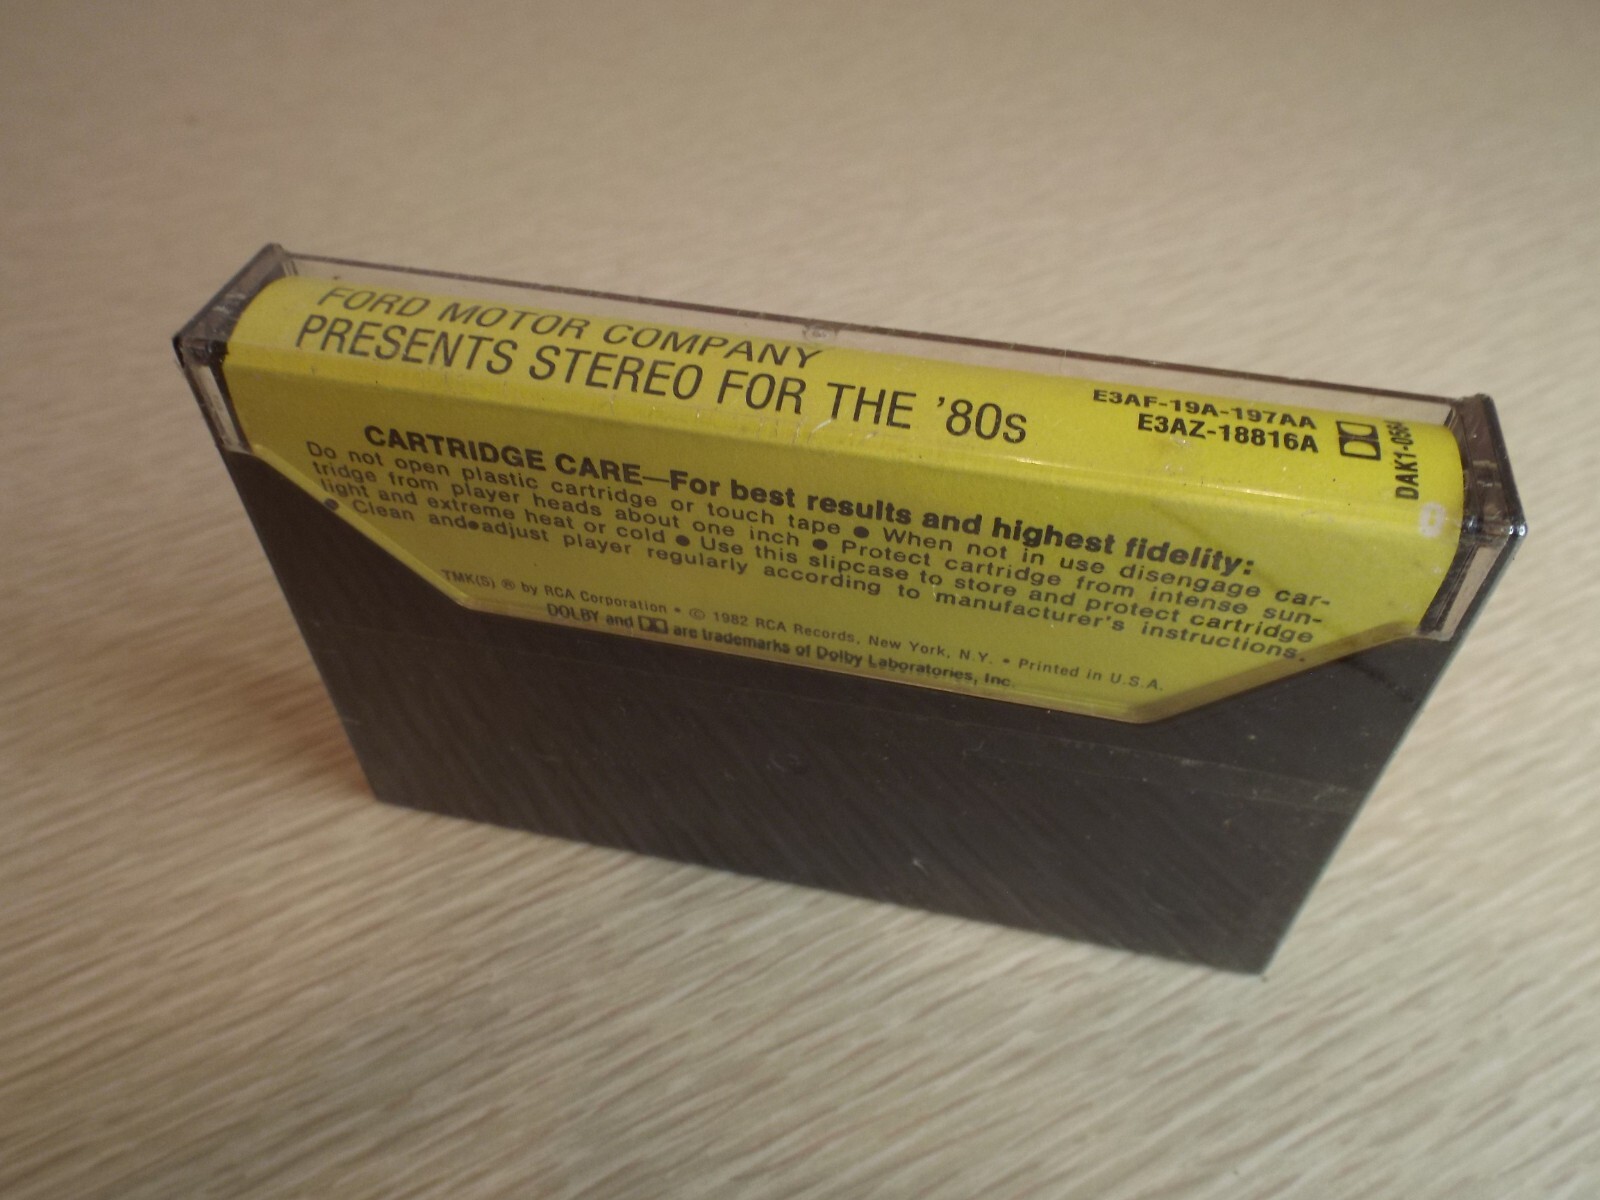 FORD MOTOR COMPANY
PRESENTS STEREO FOR THE '80s
E3AF-19A-197AA
E3AZ-18816A
DAK1-056
CARTRIDGE CARE—For best results and highest fidelity:
Do not open plastic cartridge or touch tape ● When not in use disengage car-
tridge from player heads about one inch ● Protect cartridge from intense sun-
light and extreme heat or cold ● Use this slipcase to store and protect cartridge
● Clean and●adjust player regularly according to manufacturer's instructions.
TMK(S) ® by RCA Corporation • © 1982 RCA Records, New York, N.Y. • Printed in U.S.A.
DOLBY and are trademarks of Dolby Laboratories, Inc.